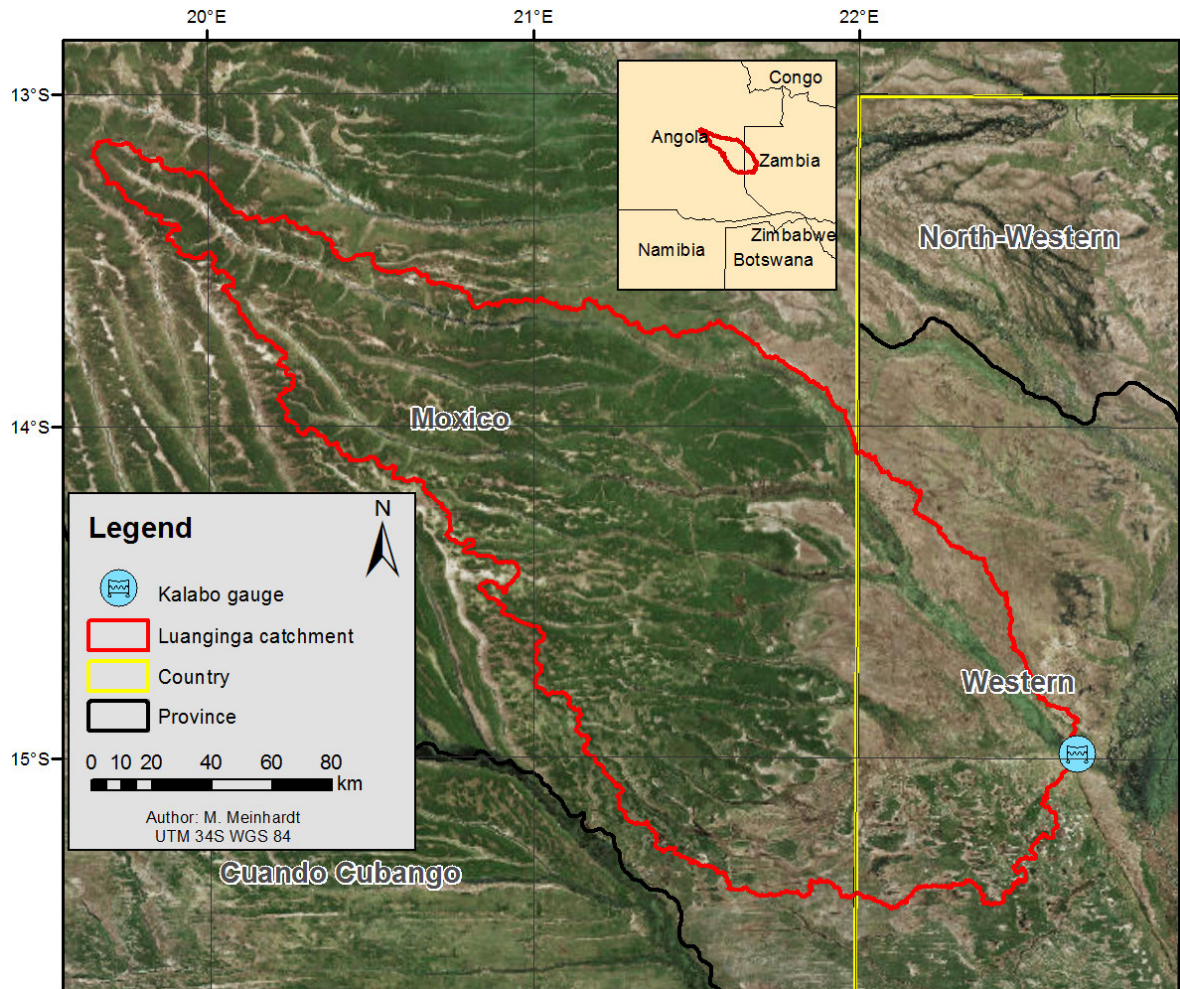 20°E
21°E
22°E
13°S
14°S
15°S
Congo
Angola
Zambia
Namibia
Zimbabwe
Botswana
North-Western
Moxico
Western
Cuando Cubango
Legend
N
Kalabo gauge
Luanginga catchment
Country
Province
0 10 20 40 60 80
km
Author: M. Meinhardt
UTM 34S WGS 84